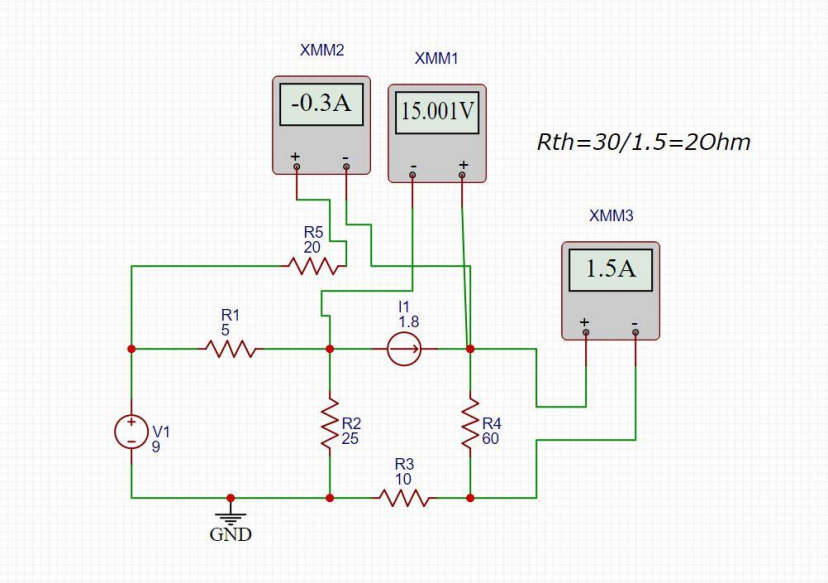 XMM2
XMM1
-0.3A
15.001V
Rth=30/1.5=2Ohm
+ -
- +
XMM3
1.5A
+ -
R5
20
R1
5
I1
1.8
V1
9
+
-
R2
25
R4
60
R3
10
GND